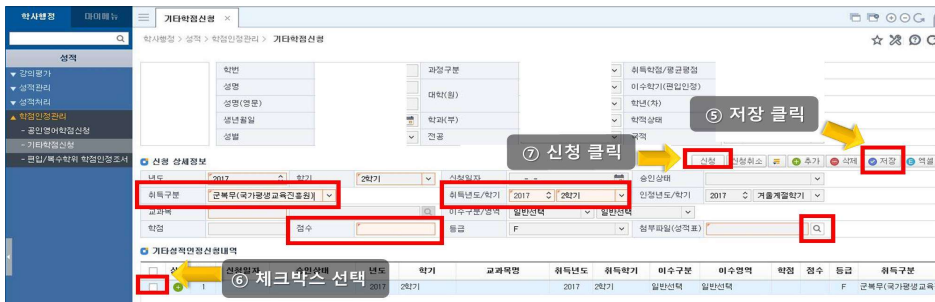 학사행정 마이메뉴 기타학점신청 ×
학사행정 > 성적 > 학점인정관리 > 기타학점신청
성적
▼ 강의평가
▼ 성적관리
▼ 성적처리
▲ 학점인정관리
- 공인영어학점신청
- 기타학점신청
- 편입/복수학위 학점인정조서
학번 과정구분 취득학점/평균평점
성명 대학(원) 이수학기(편입인정)
성명(영문) 학년(차)
생년월일 학과(부) 학적상태
성별 전공 국적
⑤ 저장 클릭
⑦ 신청 클릭
신청 상세정보 신청 신청취소 추가 삭제 저장 엑셀
년도 2017 학기 2학기 신청일자 - - 승인상태
취득구분 군복무(국가평생교육진흥원) 취득년도/학기 2017 2학기 인정년도/학기 2017 겨울계절학기
교과목 이수구분/영역 일반선택 일반선택
학점 점수 등급 F 첨부파일(성적표)
기타성적인정신청내역
신청일자 승인상태 년도 학기 교과목명 취득년도 취득학기 이수구분 이수영역 학점 점수 등급 취득구분
1 2017 2학기 2017 2학기 일반선택 일반선택 F 군복무(국가평생교육
⑥ 체크박스 선택